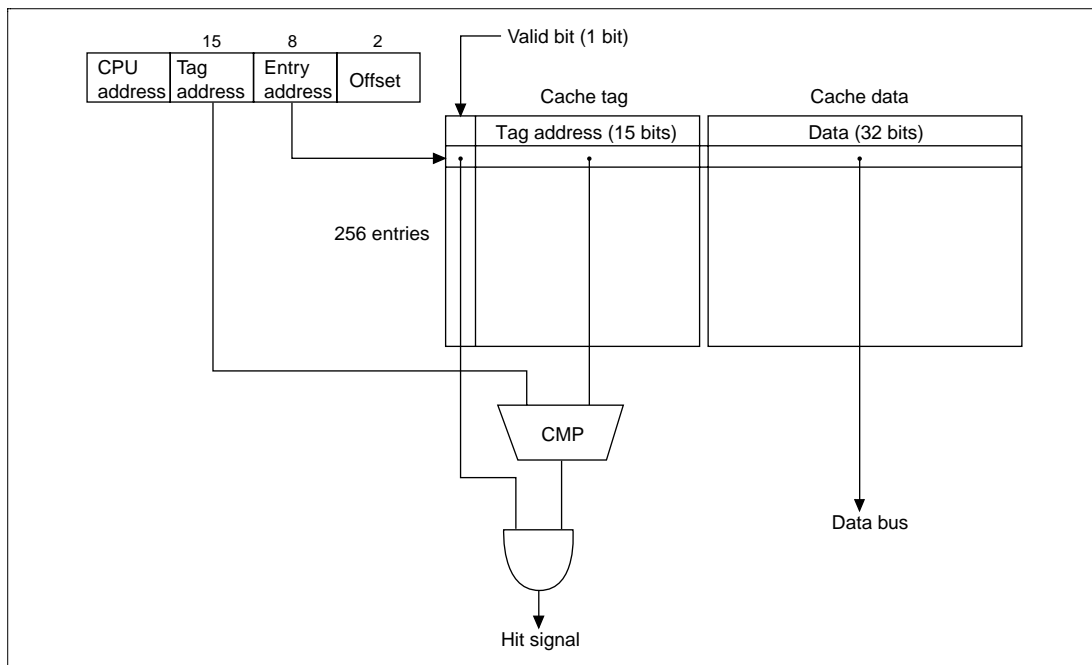 15 8 2
Valid bit (1 bit)
CPU address
Tag address
Entry address
Offset
Cache tag
Cache data
Tag address (15 bits)
Data (32 bits)
256 entries
CMP
Data bus
Hit signal